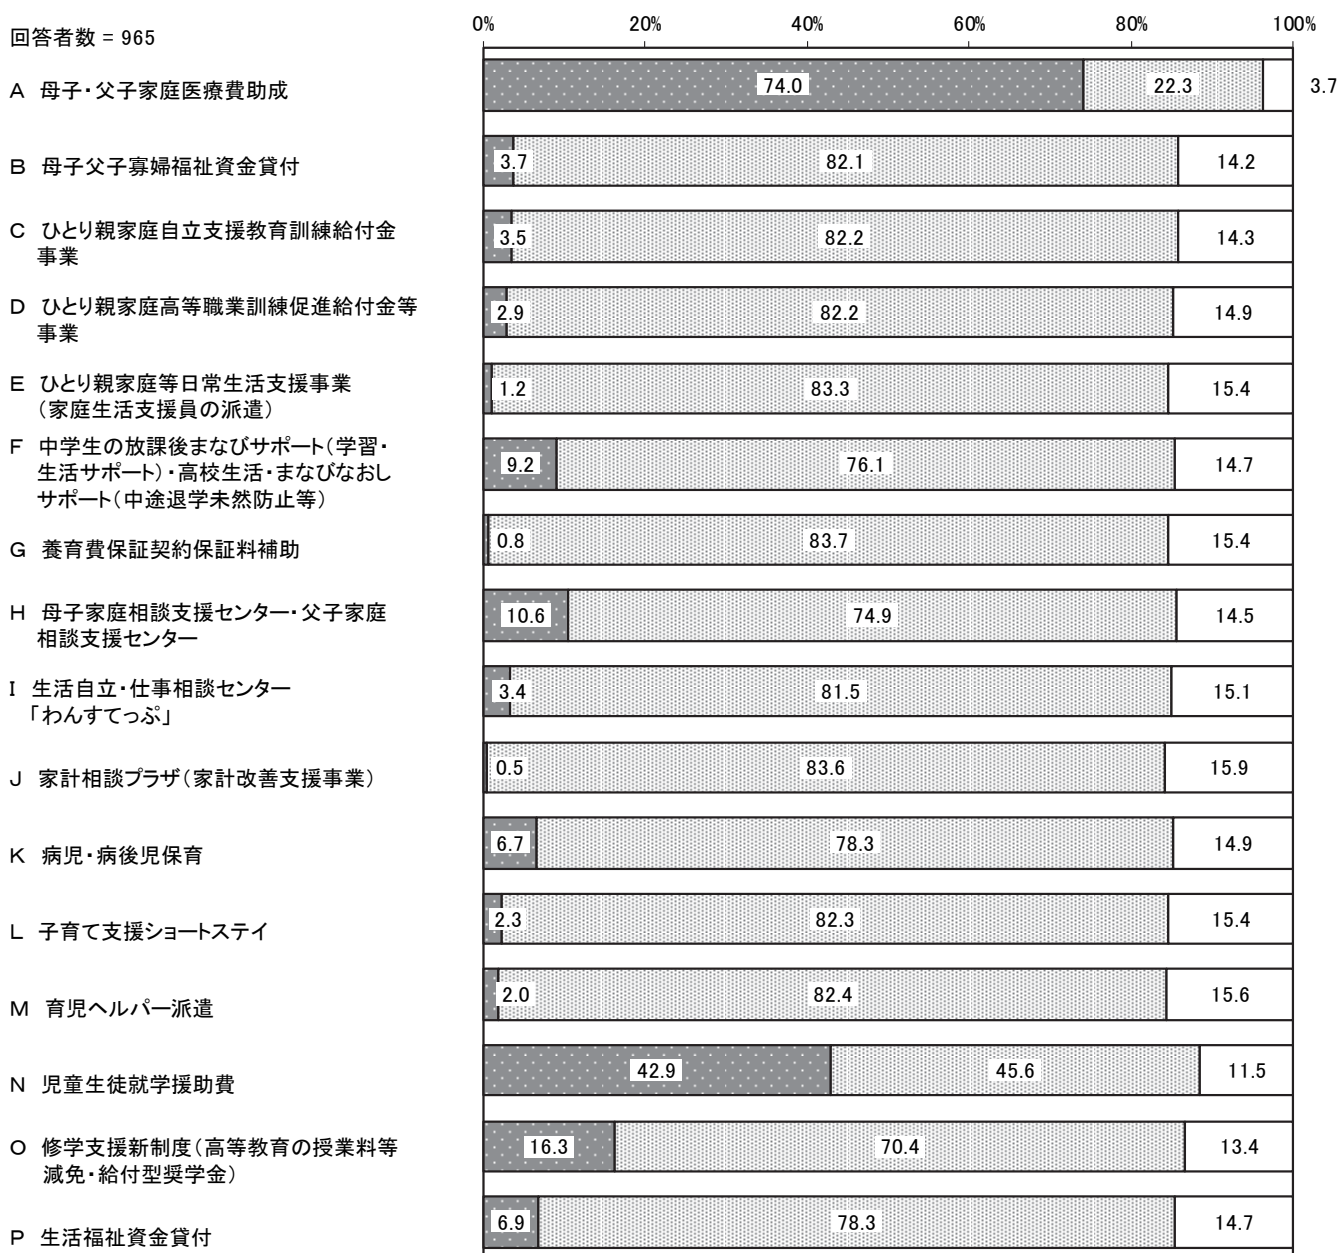 0% 20% 40% 60% 80% 100%
回答者数 = 965
A 母子・父子家庭医療費助成 74.0 22.3 3.7
B 母子父子寡婦福祉資金貸付 3.7 82.1 14.2
C ひとり親家庭自立支援教育訓練給付金
事業 3.5 82.2 14.3
D ひとり親家庭高等職業訓練促進給付金等
事業 2.9 82.2 14.9
E ひとり親家庭等日常生活支援事業
(家庭生活支援員の派遣) 1.2 83.3 15.4
F 中学生の放課後まなびサポート(学習・
生活サポート)・高校生活・まなびなおし 9.2 76.1 14.7
サポート(中途退学未然防止等)
G 養育費保証契約保証料補助 0.8 83.7 15.4
H 母子家庭相談支援センター・父子家庭
相談支援センター 10.6 74.9 14.5
I 生活自立・仕事相談センター
「わんすてっぷ」 3.4 81.5 15.1
J 家計相談プラザ(家計改善支援事業) 0.5 83.6 15.9
K 病児・病後児保育 6.7 78.3 14.9
L 子育て支援ショートステイ 2.3 82.3 15.4
M 育児ヘルパー派遣 2.0 82.4 15.6
N 児童生徒就学援助費 42.9 45.6 11.5
O 修学支援新制度(高等教育の授業料等
減免・給付型奨学金) 16.3 70.4 13.4
P 生活福祉資金貸付 6.9 78.3 14.7